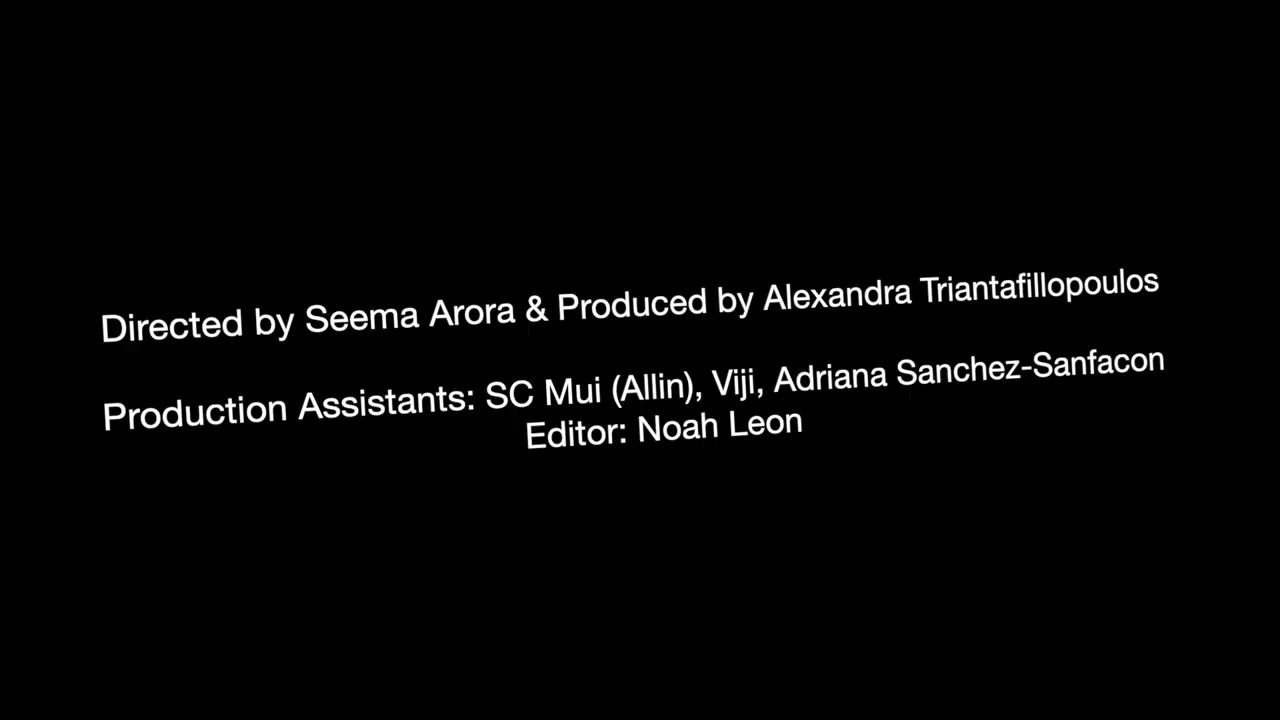 Directed by Seema Arora & Produced by Alexandra Triantafillopoulos
Production Assistants: SC Mui (Allin), Viji, Adriana Sanchez-Sanfacon
Editor: Noah Leon